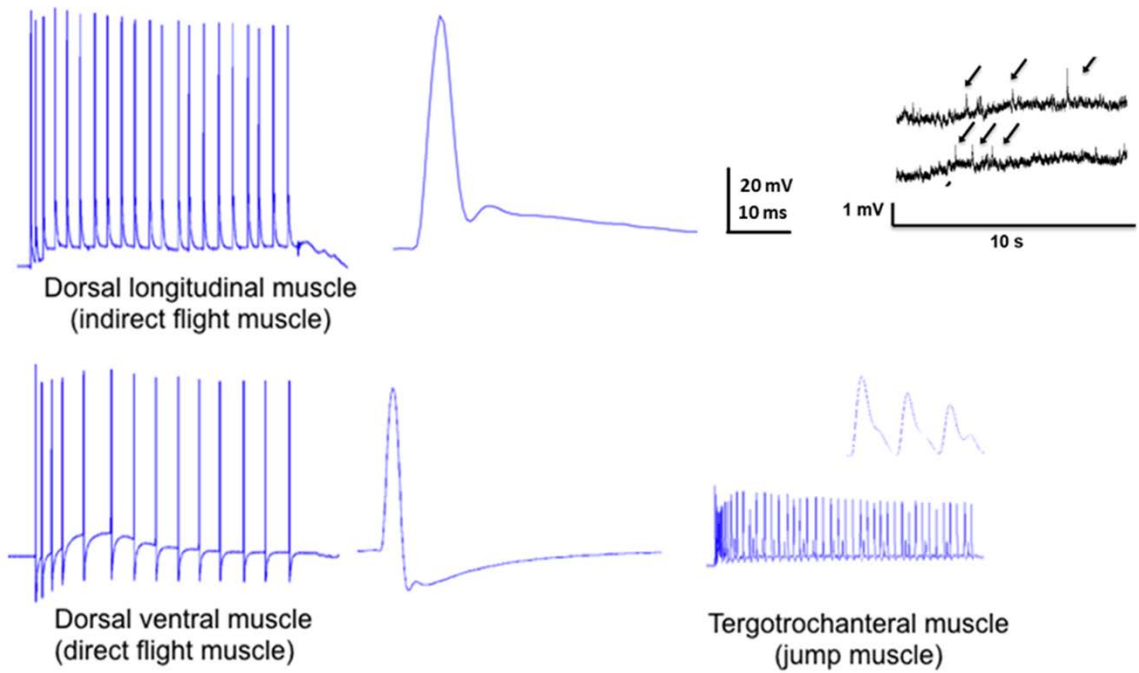 20 mV
10 ms
1 mV
10 s
Dorsal longitudinal muscle
(indirect flight muscle)
Dorsal ventral muscle
(direct flight muscle)
Tergotrochanteral muscle
(jump muscle)